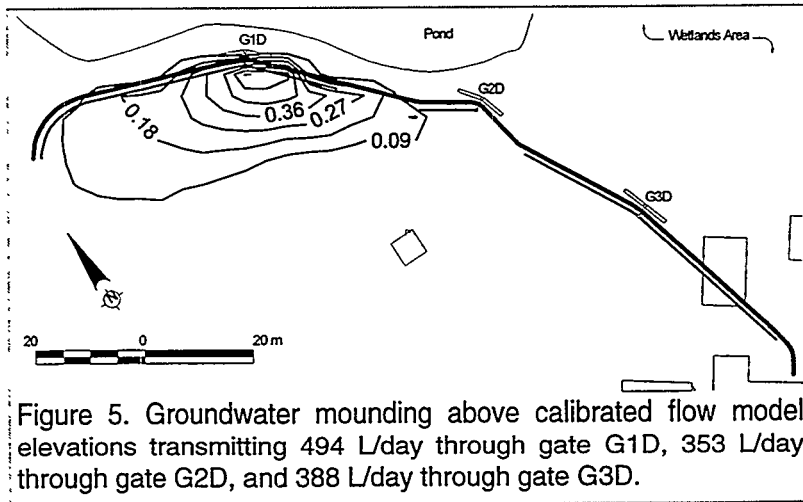 Pond
Wetlands Area
G1D
G2D
0.36
0.27
0.18
0.09
G3D
N
20 0 20 m
Figure 5. Groundwater mounding above calibrated flow model
elevations transmitting 494 L/day through gate G1D, 353 L/day
through gate G2D, and 388 L/day through gate G3D.